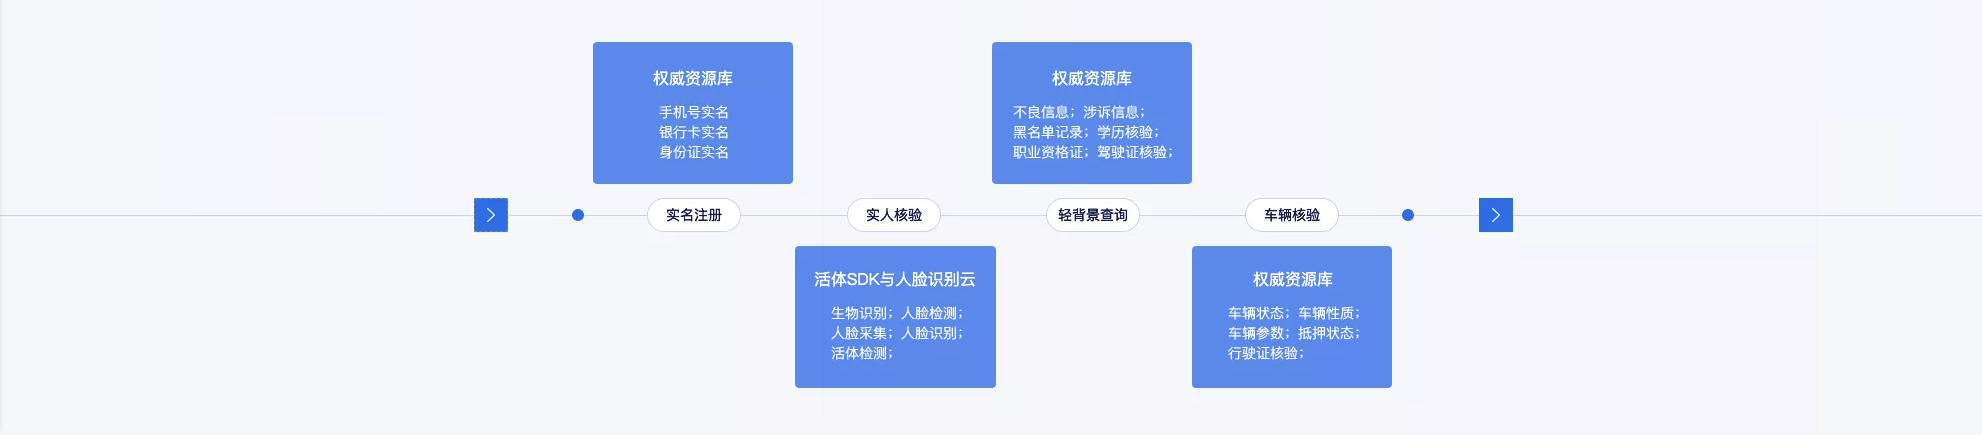 权威资源库
手机号实名
银行卡实名
身份证实名
权威资源库
不良信息；涉诉信息；
黑名单记录；学历核验；
职业资格证；驾驶证核验；
实名注册
实人核验
轻背景查询
车辆核验
活体SDK与人脸识别云
生物识别；人脸检测；
人脸采集；人脸识别；
活体检测；
权威资源库
车辆状态；车辆性质；
车辆参数；抵押状态；
行驶证核验；